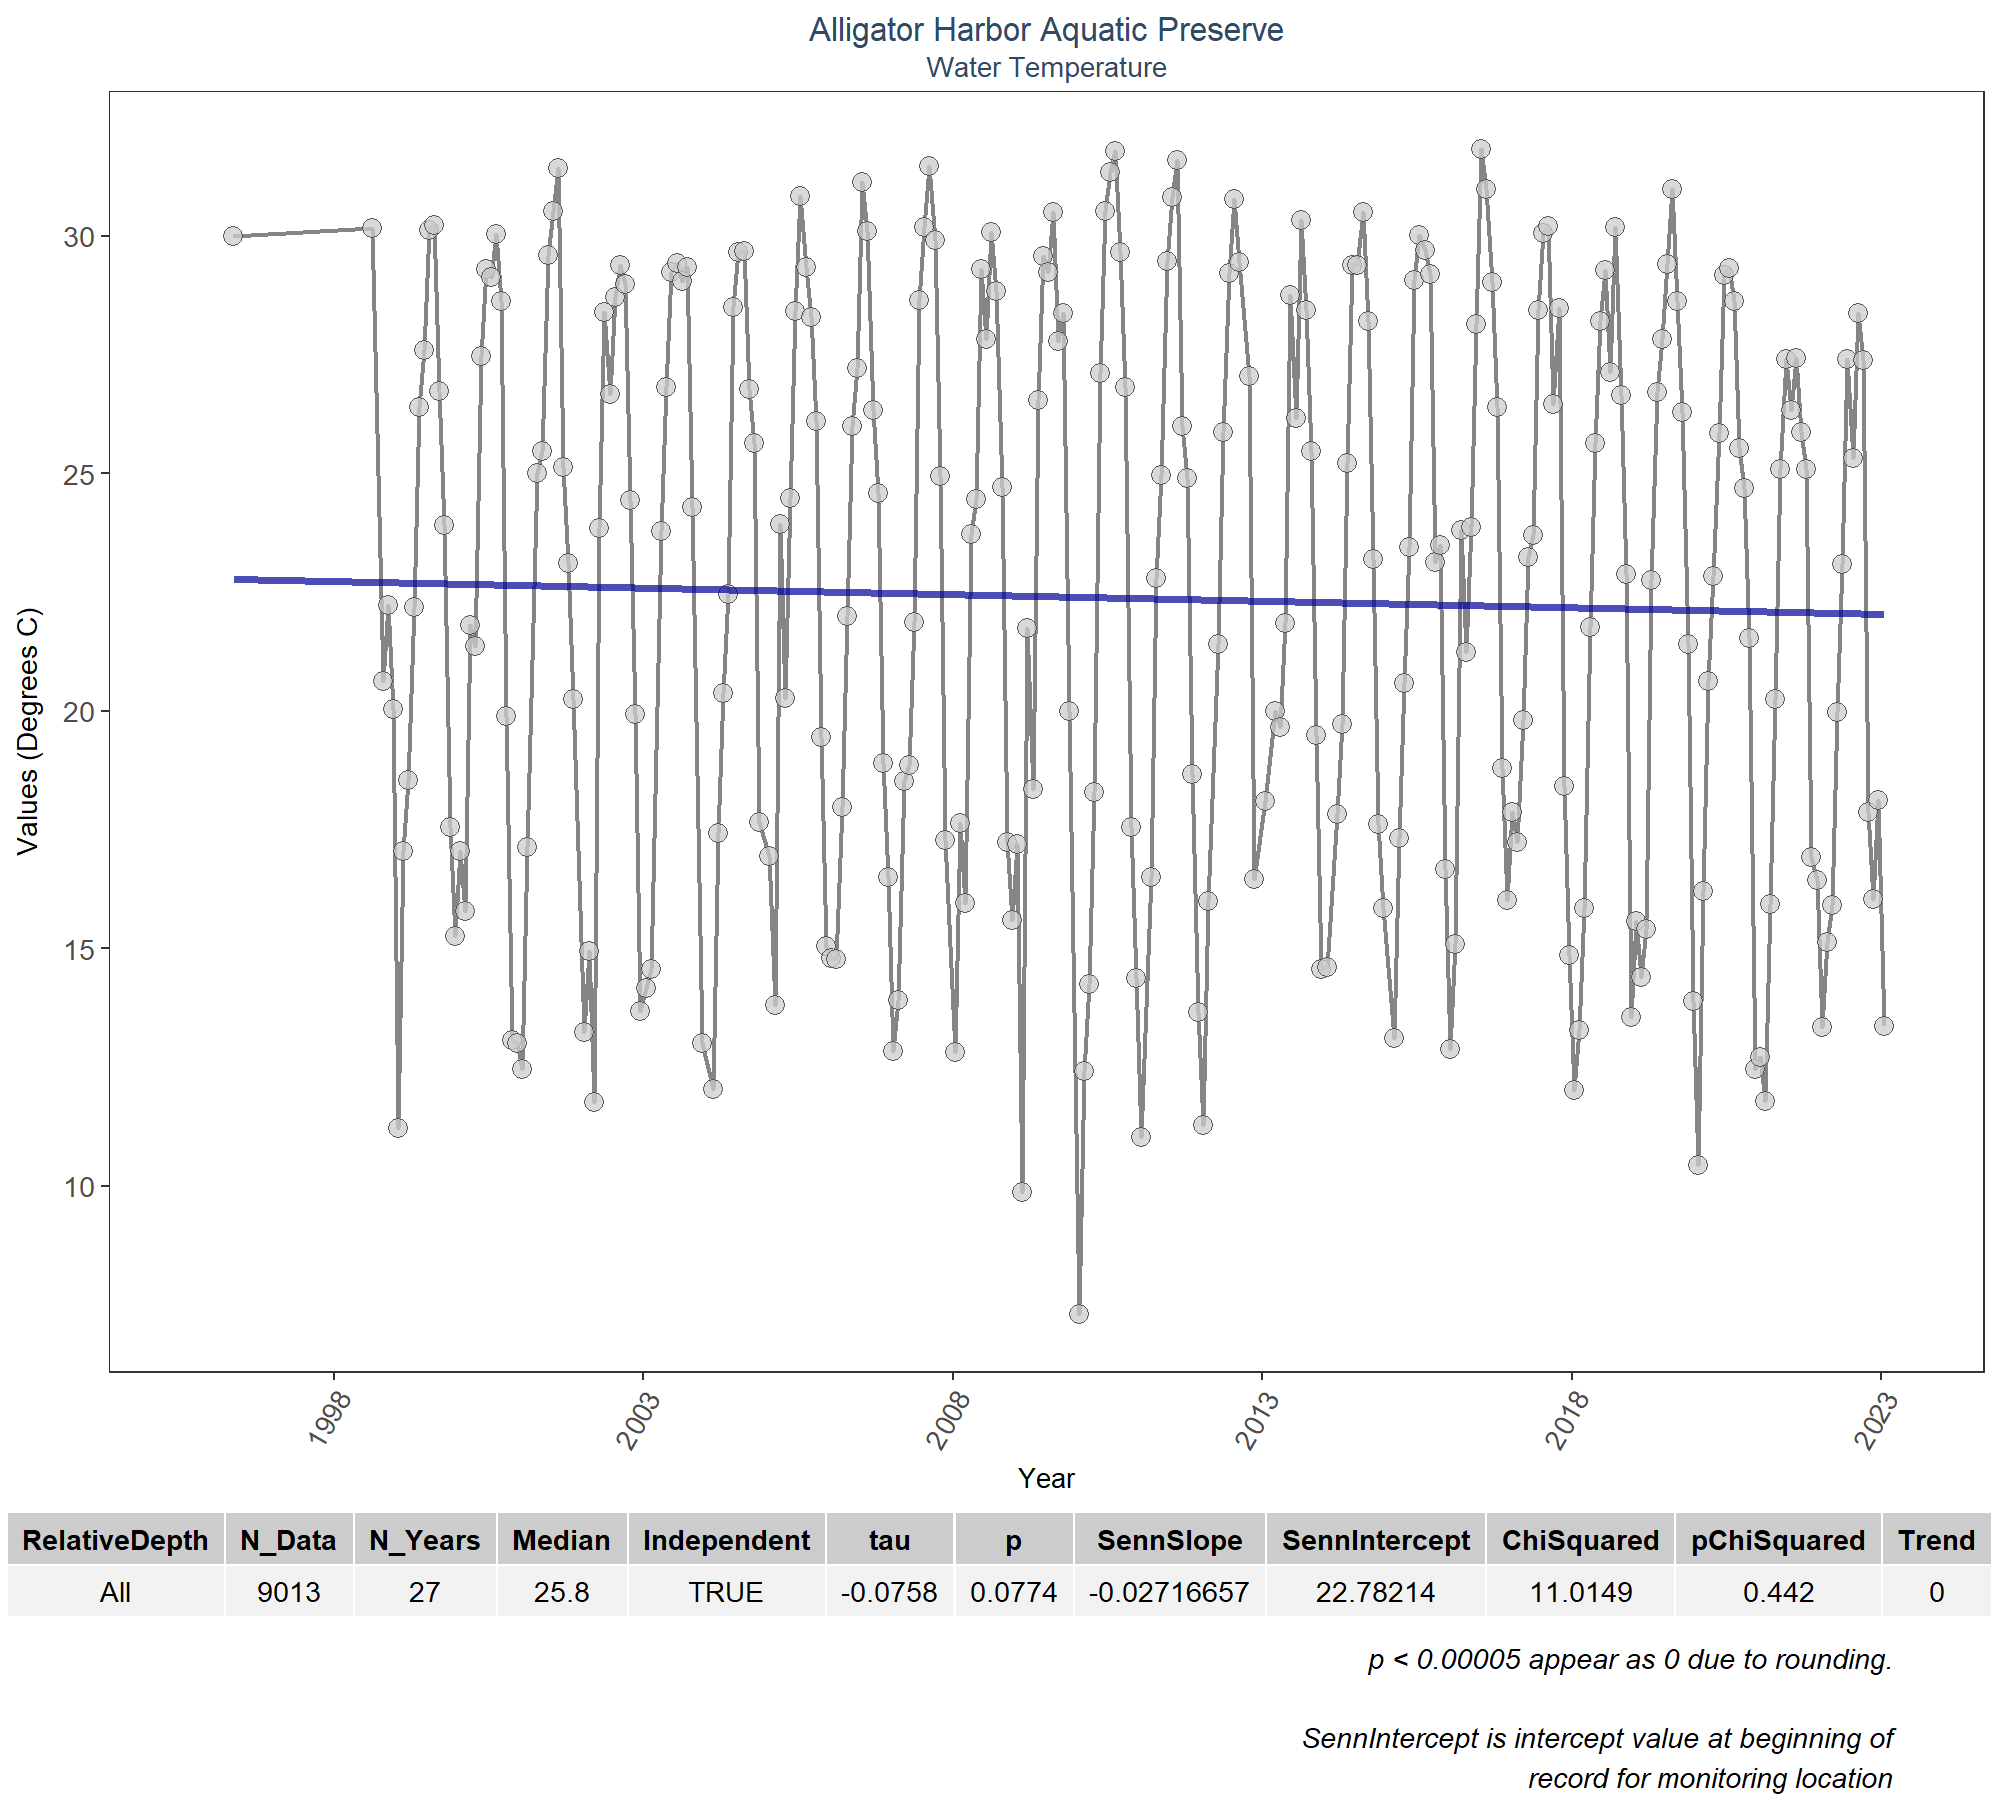 Alligator Harbor Aquatic Preserve
Water Temperature
Values (Degrees C)
30
25
20
15
10
1998
2003
2008
2013
2018
2023
Year
RelativeDepth N_Data N_Years Median Independent tau p SennSlope SennIntercept ChiSquared pChiSquared Trend
All 9013 27 25.8 TRUE -0.0758 0.0774 -0.02716657 22.78214 11.0149 0.442 0
p < 0.00005 appear as 0 due to rounding.
SennIntercept is intercept value at beginning of
record for monitoring location